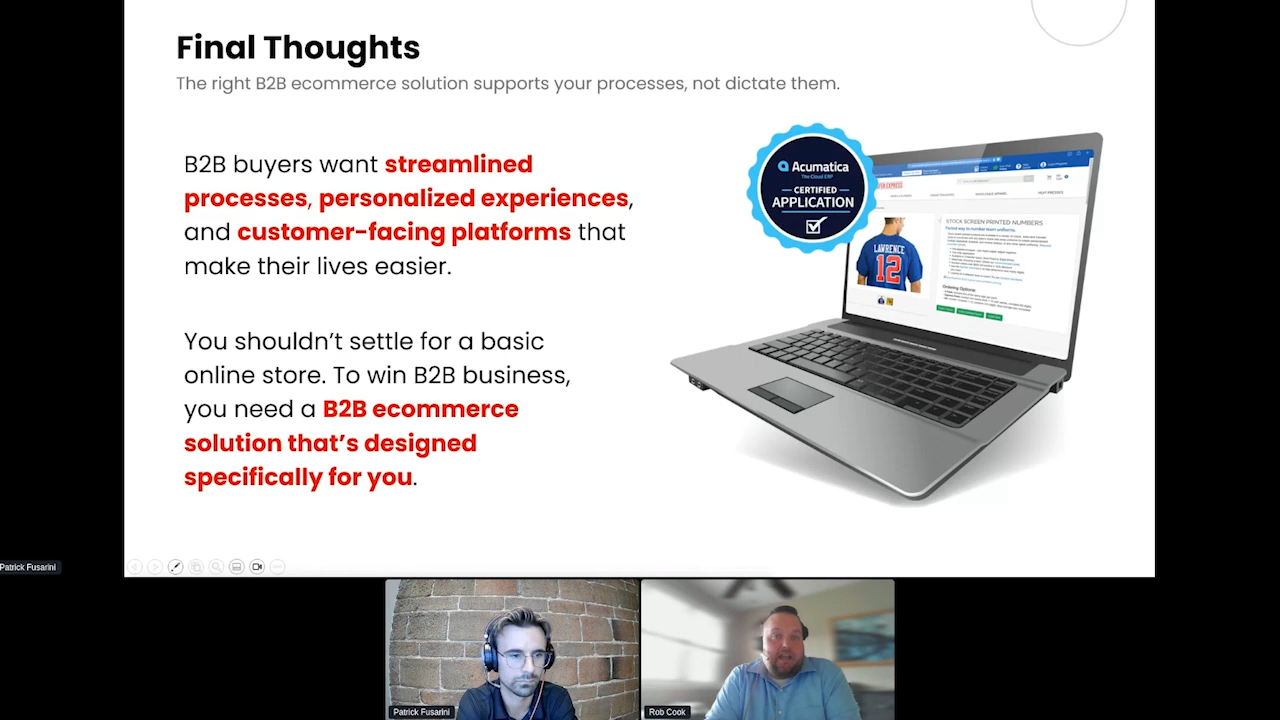 Final Thoughts
The right B2B ecommerce solution supports your processes, not dictate them.
B2B buyers want streamlined
processes, personalized experiences,
and customer-facing platforms that
make their lives easier.
You shouldn't settle for a basic
online store. To win B2B business,
you need a B2B ecommerce
solution that's designed
specifically for you.
Acumatica
The Cloud ERP
CERTIFIED
APPLICATION
STOCK SCREEN PRINTED NUMBERS
LAWRENCE
12
Ordering Options
Patrick Fusarini
Patrick Fusarini
Rob Cook